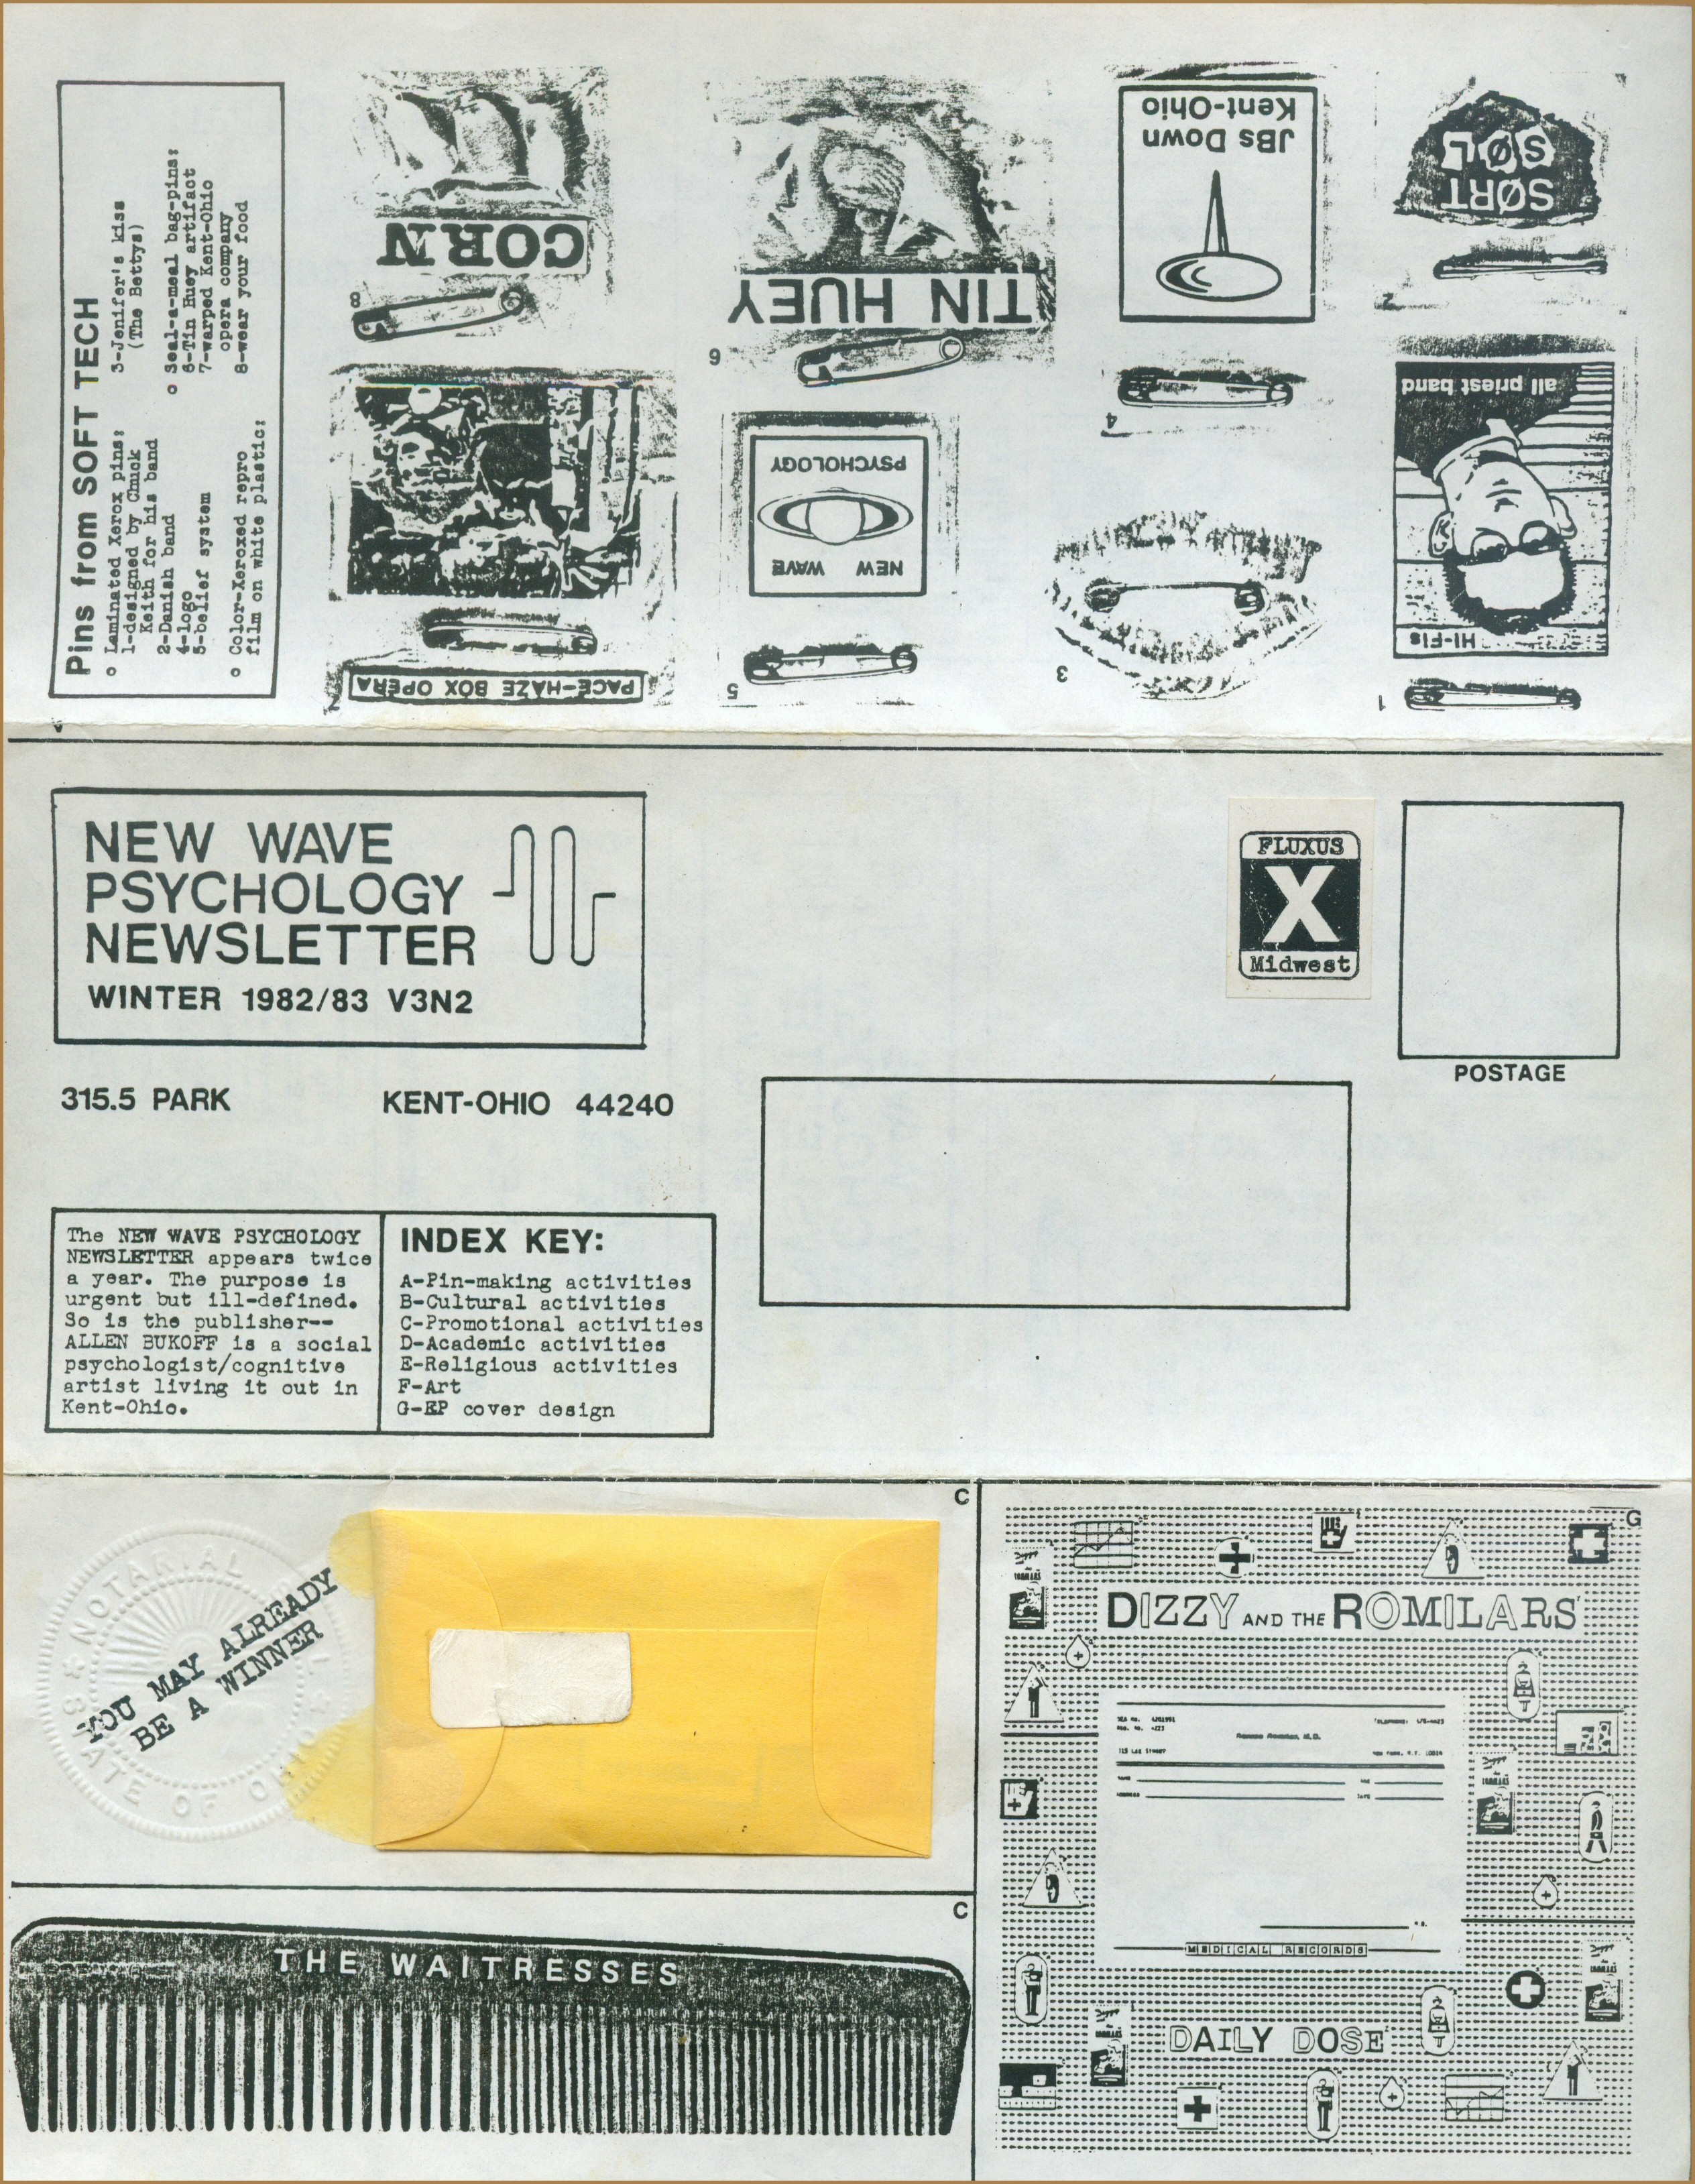 Pins from SOFT TECH
o Laminated Xerox pins:
1-designed by Chuck
Keith for his band
2-Danish band
4-logo
5-belief system
o Color-Xeroxed repro
film on white plastic:
3-Jenifer's kiss
(The Bettys)
o Seal-a-meal bag-pins:
6-Tin Huey artifact
7-warped Kent-Ohio
opera company
8-wear your food
CORN
8
TIN HUEY
6
JBs Down
Kent-Ohio
4
SØRT
SØL
2
PACE-HAZE BOX OPERA
7
NEW WAVE
PSYCHOLOGY
5
3
all priest band
HI-FIs
1
A
NEW WAVE
PSYCHOLOGY
NEWSLETTER
WINTER 1982/83 V3N2
FLUXUS
X
Midwest
POSTAGE
315.5 PARK KENT-OHIO 44240
The NEW WAVE PSYCHOLOGY
NEWSLETTER appears twice
a year. The purpose is
urgent but ill-defined.
So is the publisher--
ALLEN BUKOFF is a social
psychologist/cognitive
artist living it out in
Kent-Ohio.
INDEX KEY:
A-Pin-making activities
B-Cultural activities
C-Promotional activities
D-Academic activities
E-Religious activities
F-Art
G-EP cover design
C
NOTARIAL
STATE OF
YOU MAY ALREADY
BE A WINNER
C
THE WAITRESSES
G
DIZZY AND THE ROMILARS
MEDICAL RECORDS
DAILY DOSE